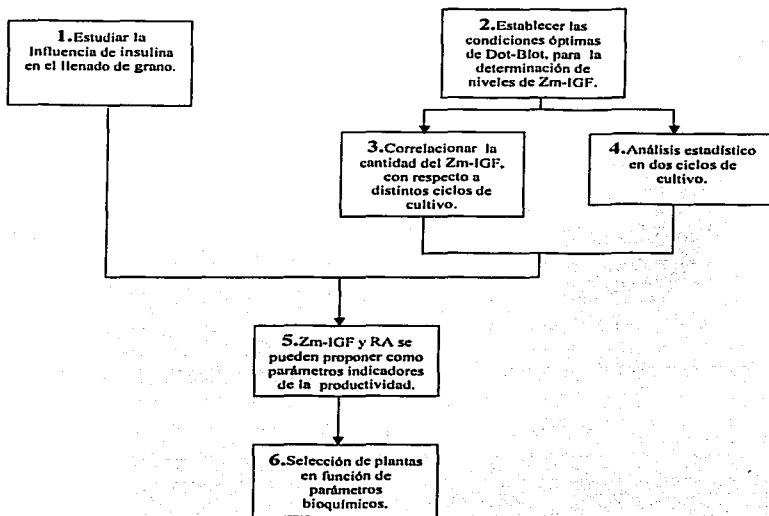 1.Estudiar la
Influencia de insulina
en el llenado de grano.
2.Establecer las
condiciones óptimas
de Dot-Blot, para la
determinación de
niveles de Zm-IGF.
3.Correlacionar la
cantidad del Zm-IGF,
con respecto a
distintos ciclos de
cultivo.
4.Análisis estadístico
en dos ciclos de
cultivo.
5.Zm-IGF y RA se
pueden proponer como
parámetros indicadores
de la productividad.
6.Selección de plantas
en función de
parámetros
bioquímicos.